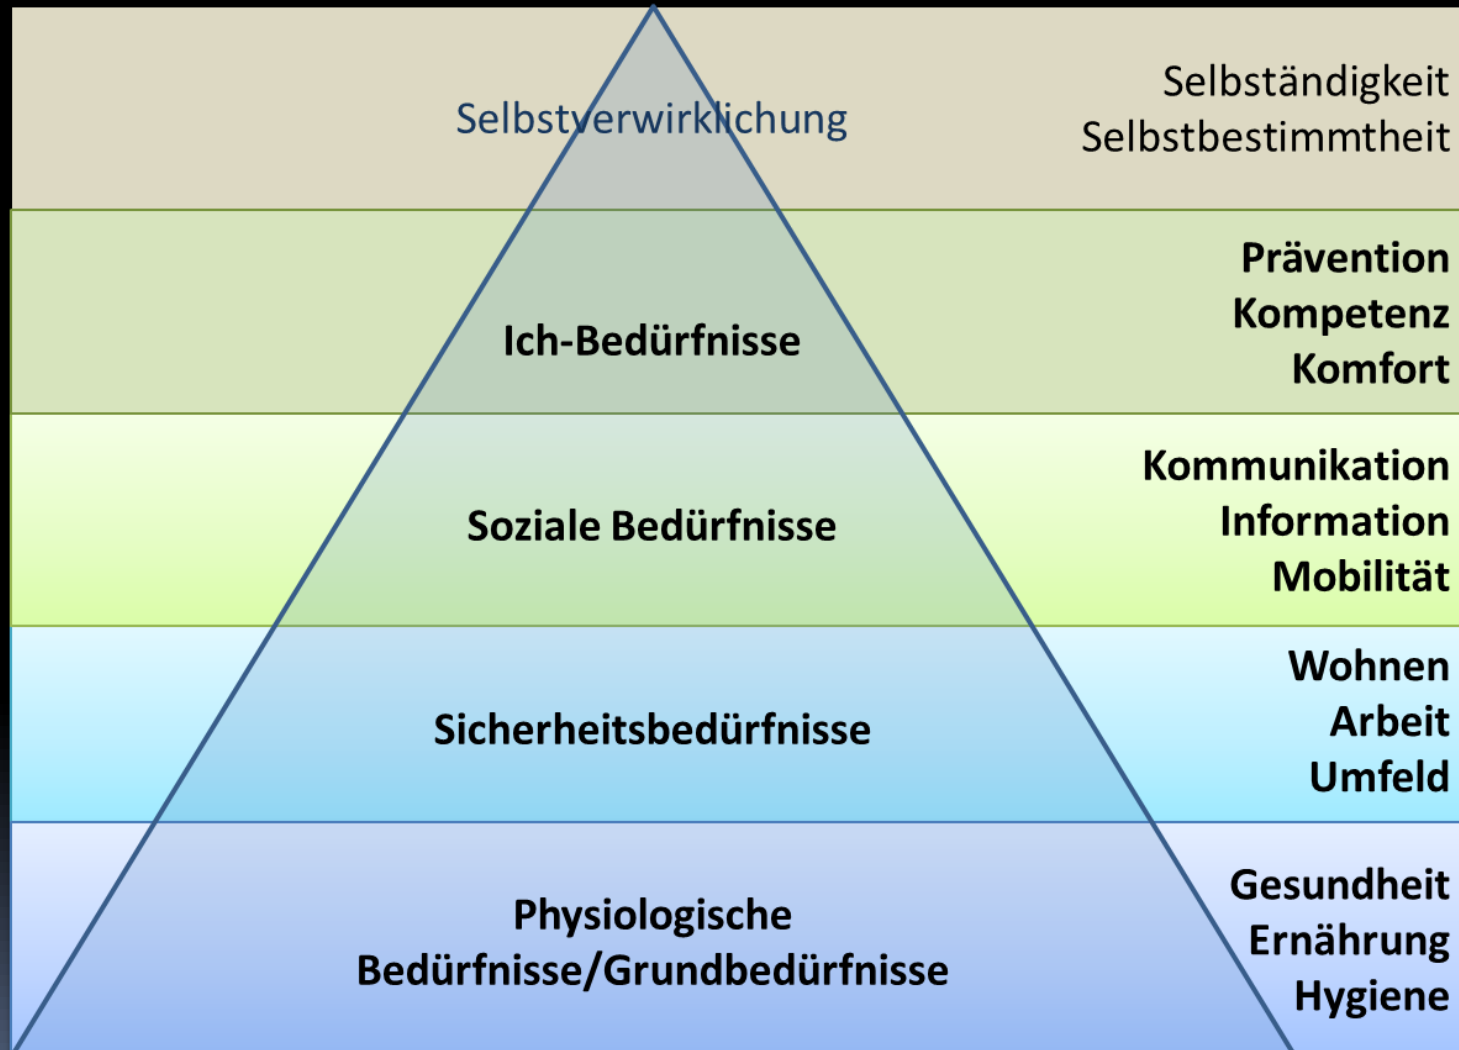 Selbstverwirklichung
Selbständigkeit
Selbstbestimmtheit
Ich-Bedürfnisse
Prävention
Kompetenz
Komfort
Soziale Bedürfnisse
Kommunikation
Information
Mobilität
Sicherheitsbedürfnisse
Wohnen
Arbeit
Umfeld
Physiologische
Bedürfnisse/Grundbedürfnisse
Gesundheit
Ernährung
Hygiene